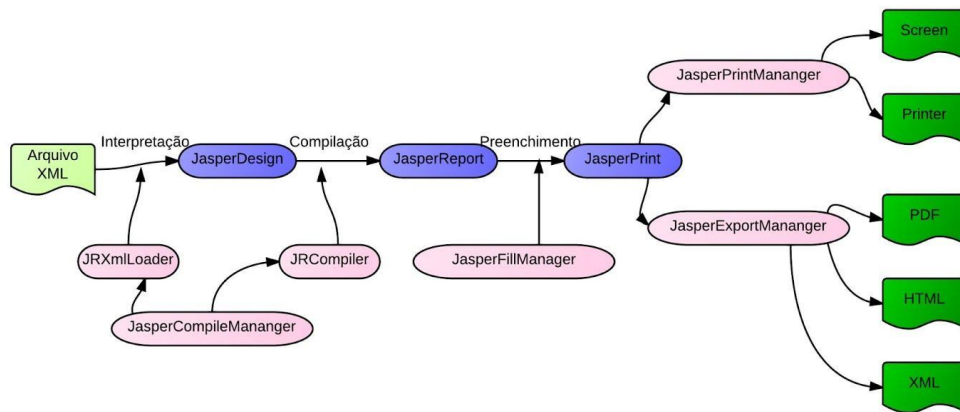 Screen
JasperPrintMananger
Printer
Interpretação
Compilação
Preenchimento
Arquivo
XML
JasperDesign
JasperReport
JasperPrint
PDF
JasperExportMananger
JRXmlLoader
JRCompiler
JasperFillManager
HTML
JasperCompileMananger
XML